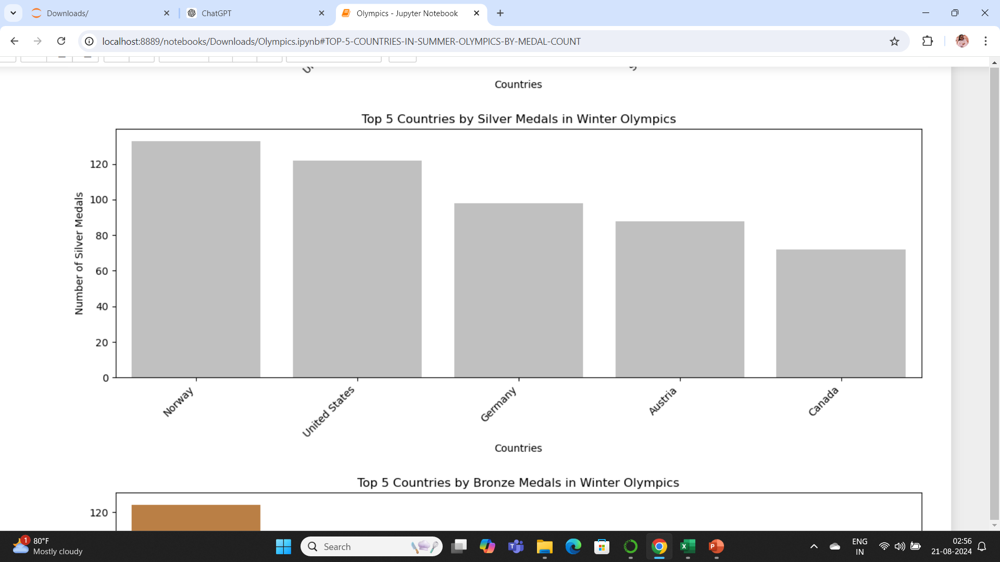 Downloads/
ChatGPT
Olympics - Jupyter Notebook
localhost:8889/notebooks/Downloads/Olympics.ipynb#TOP-5-COUNTRIES-IN-SUMMER-OLYMPICS-BY-MEDAL-COUNT
Countries
Top 5 Countries by Silver Medals in Winter Olympics
Number of Silver Medals
120
100
80
60
40
20
0
Norway
United States
Germany
Austria
Canada
Countries
Top 5 Countries by Bronze Medals in Winter Olympics
120
1
80°F
Mostly cloudy
Search
ENG
IN
02:56
21-08-2024